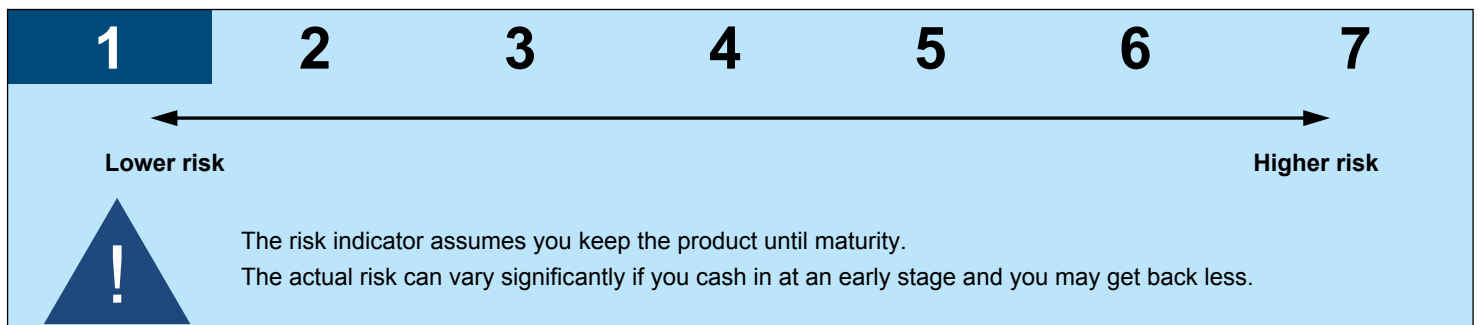 1 2 3 4 5 6 7
Lower risk Higher risk
!
The risk indicator assumes you keep the product until maturity.
The actual risk can vary significantly if you cash in at an early stage and you may get back less.